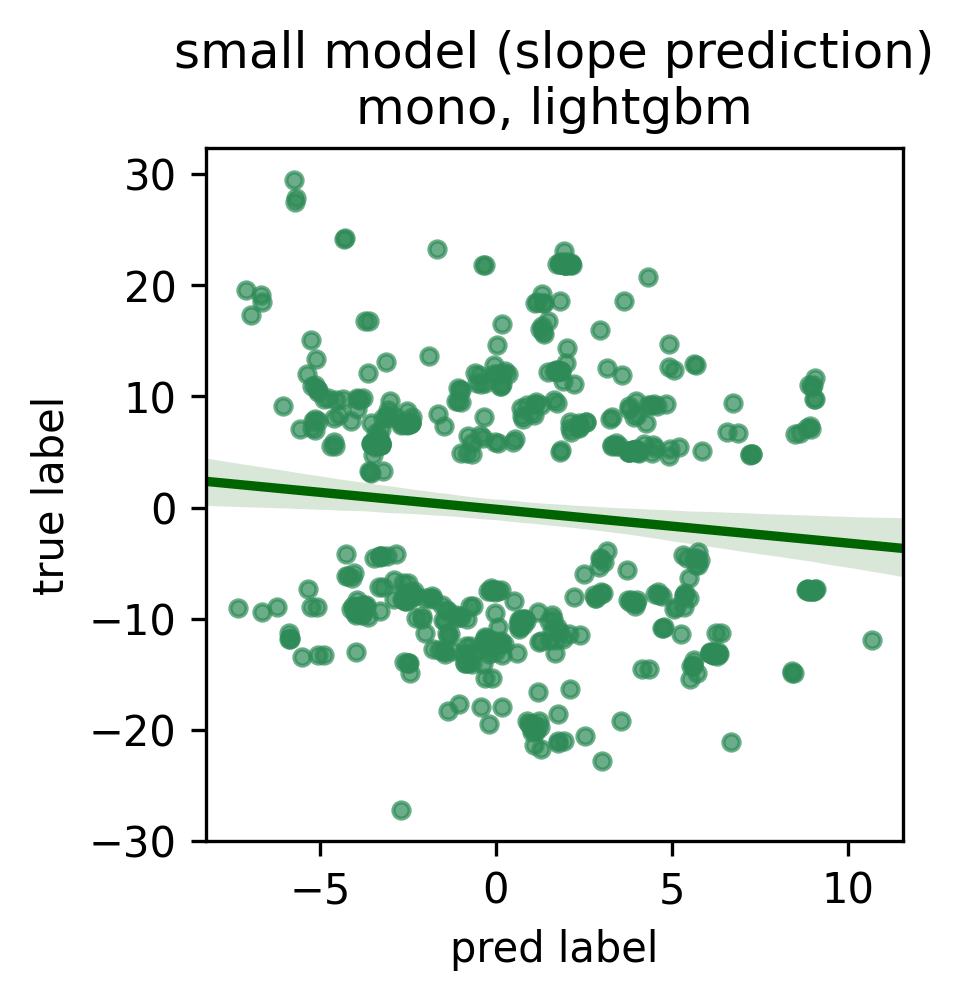 small model (slope prediction)
mono, lightgbm
30
20
10
0
−10
−20
−30
true label
−5
0
5
10
pred label